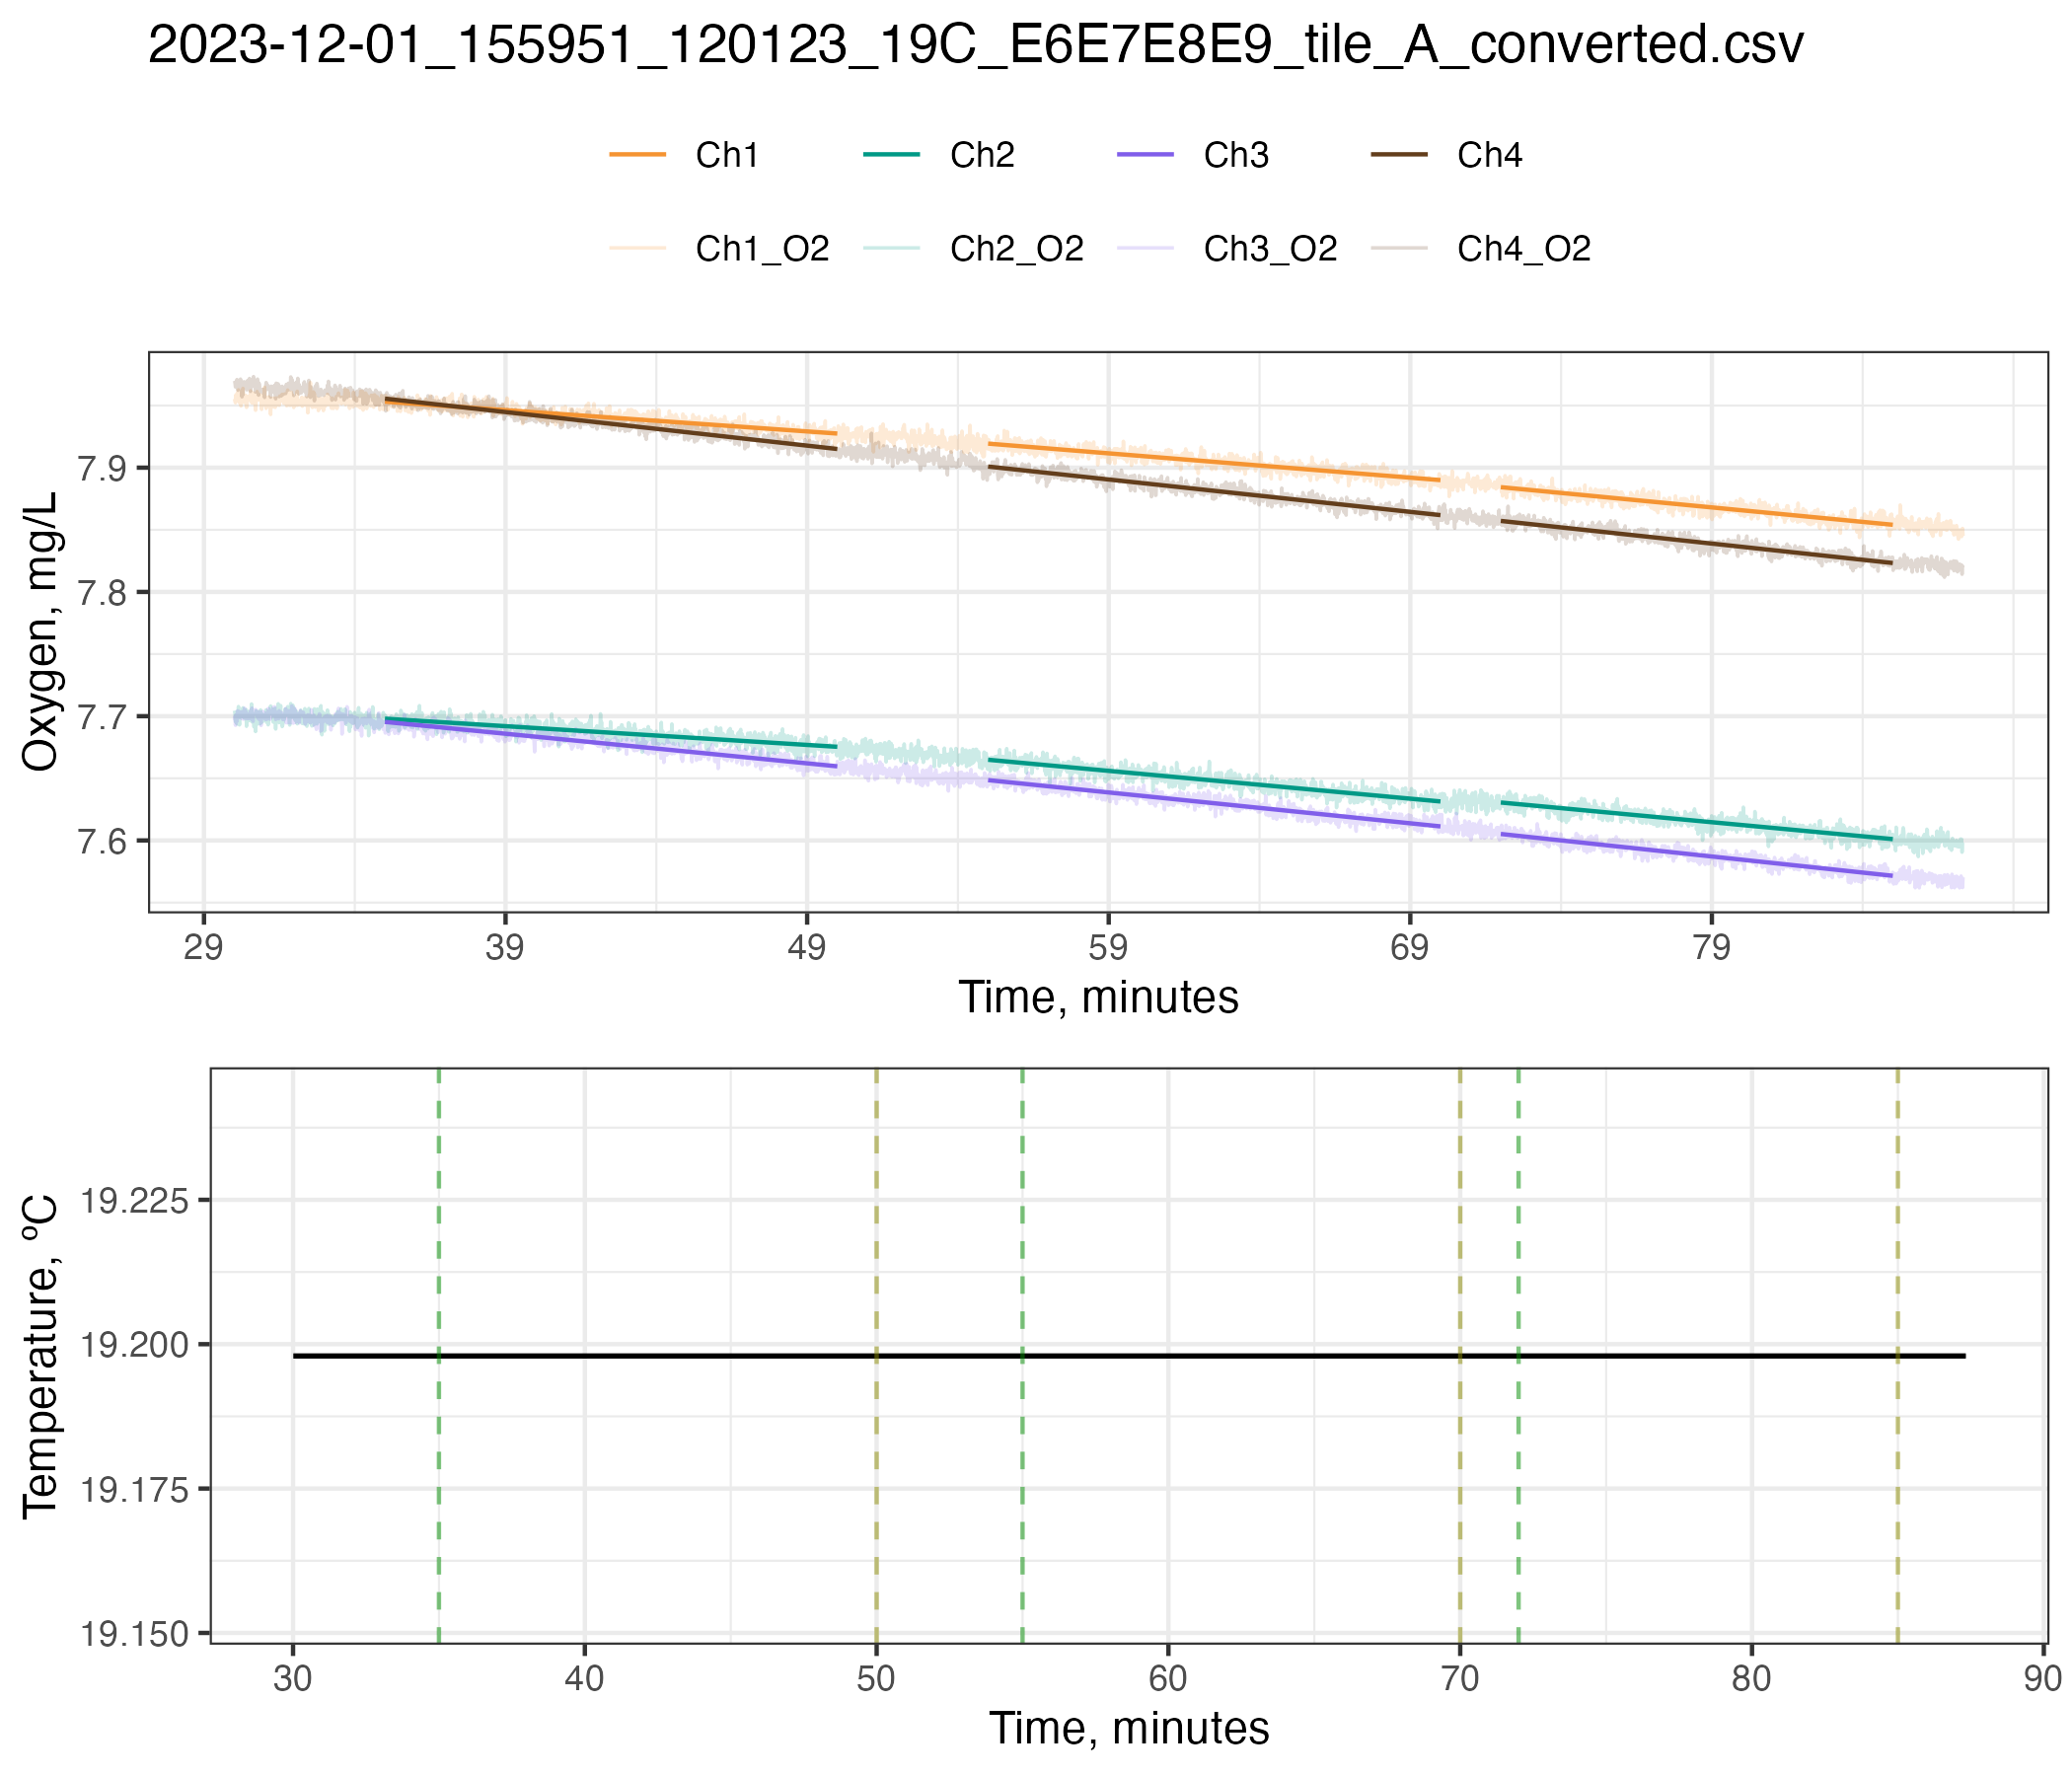 2023-12-01_155951_120123_19C_E6E7E8E9_tile_A_converted.csv
Ch1 Ch2 Ch3 Ch4
Ch1_O2 Ch2_O2 Ch3_O2 Ch4_O2
Oxygen, mg/L
7.9
7.8
7.7
7.6
29 39 49 59 69 79
Time, minutes
Temperature, ºC
19.225
19.200
19.175
19.150
30 40 50 60 70 80 90
Time, minutes